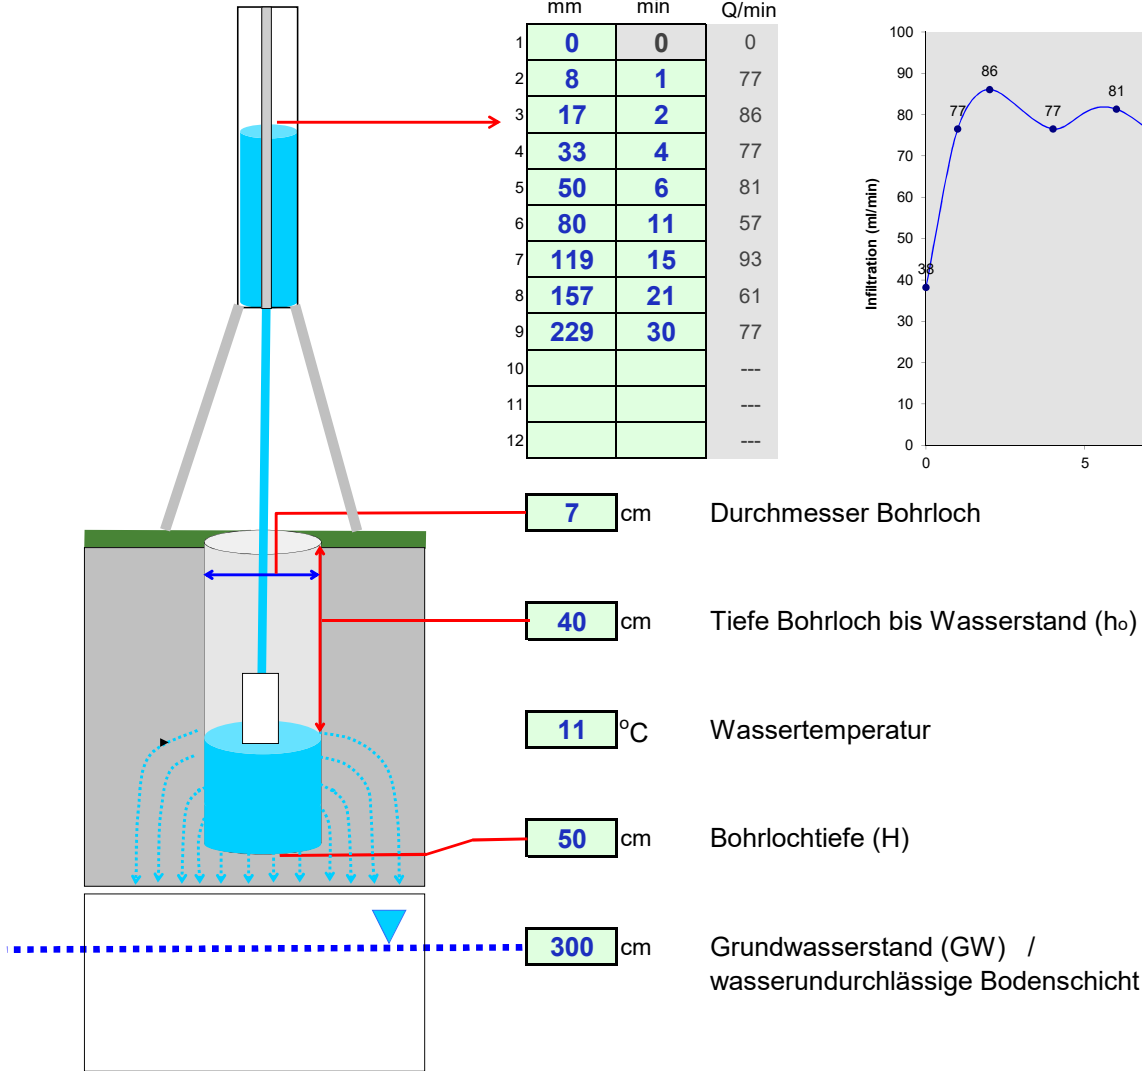 mm min Q/min
1 0 0 0
2 8 1 77
3 17 2 86
4 33 4 77
5 50 6 81
6 80 11 57
7 119 15 93
8 157 21 61
9 229 30 77
10 ---
11 ---
12 ---
Infiltration (ml/min)
100
90
80
70
60
50
40
30
20
10
0
0 5
38
77
86
77
81
7 cm Durchmesser Bohrloch
40 cm Tiefe Bohrloch bis Wasserstand (hₒ)
11 °C Wassertemperatur
50 cm Bohrlochtiefe (H)
300 cm Grundwasserstand (GW) /
wasserundurchlässige Bodenschicht